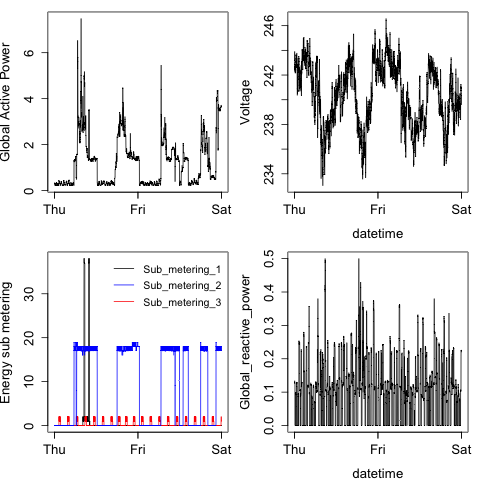 Global Active Power
0 2 4 6
Thu Fri Sat
Voltage
234 238 242 246
Thu Fri Sat
datetime
Energy sub metering
0 10 20 30
Sub_metering_1
Sub_metering_2
Sub_metering_3
Thu Fri Sat
Global_reactive_power
0.0 0.1 0.2 0.3 0.4 0.5
Thu Fri Sat
datetime